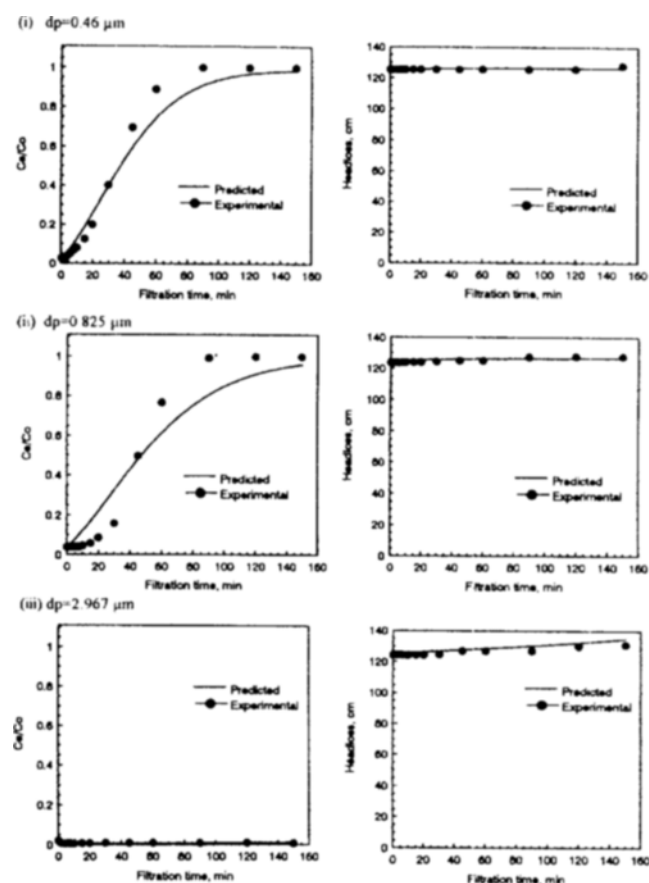 (i) dp=0.46 μm
1
0.8
0.6
0.4
0.2
0
Ce/Co
Predicted
Experimental
0 20 40 60 80 100 120 140 160
Filtration time, min
140
120
100
80
60
40
20
0
Headloss, cm
Predicted
Experimental
0 20 40 60 80 100 120 140 160
Filtration time, min
(ii) dp=0 825 μm
1
0.8
0.6
0.4
0.2
0
Ce/Co
Predicted
Experimental
0 20 40 60 80 100 120 140 160
Filtration time, min
140
120
100
80
60
40
20
0
Headloss, cm
Predicted
Experimental
0 20 40 60 80 100 120 140 160
Filtration time, min
(iii) dp=2.967 μm
1
0.8
0.6
0.4
0.2
0
Ce/Co
Predicted
Experimental
0 20 40 60 80 100 120 140 160
Filtration time, min
140
120
100
80
60
40
20
0
Headloss, cm
Predicted
Experimental
0 20 40 60 80 100 120 140 160
Filtration time, min